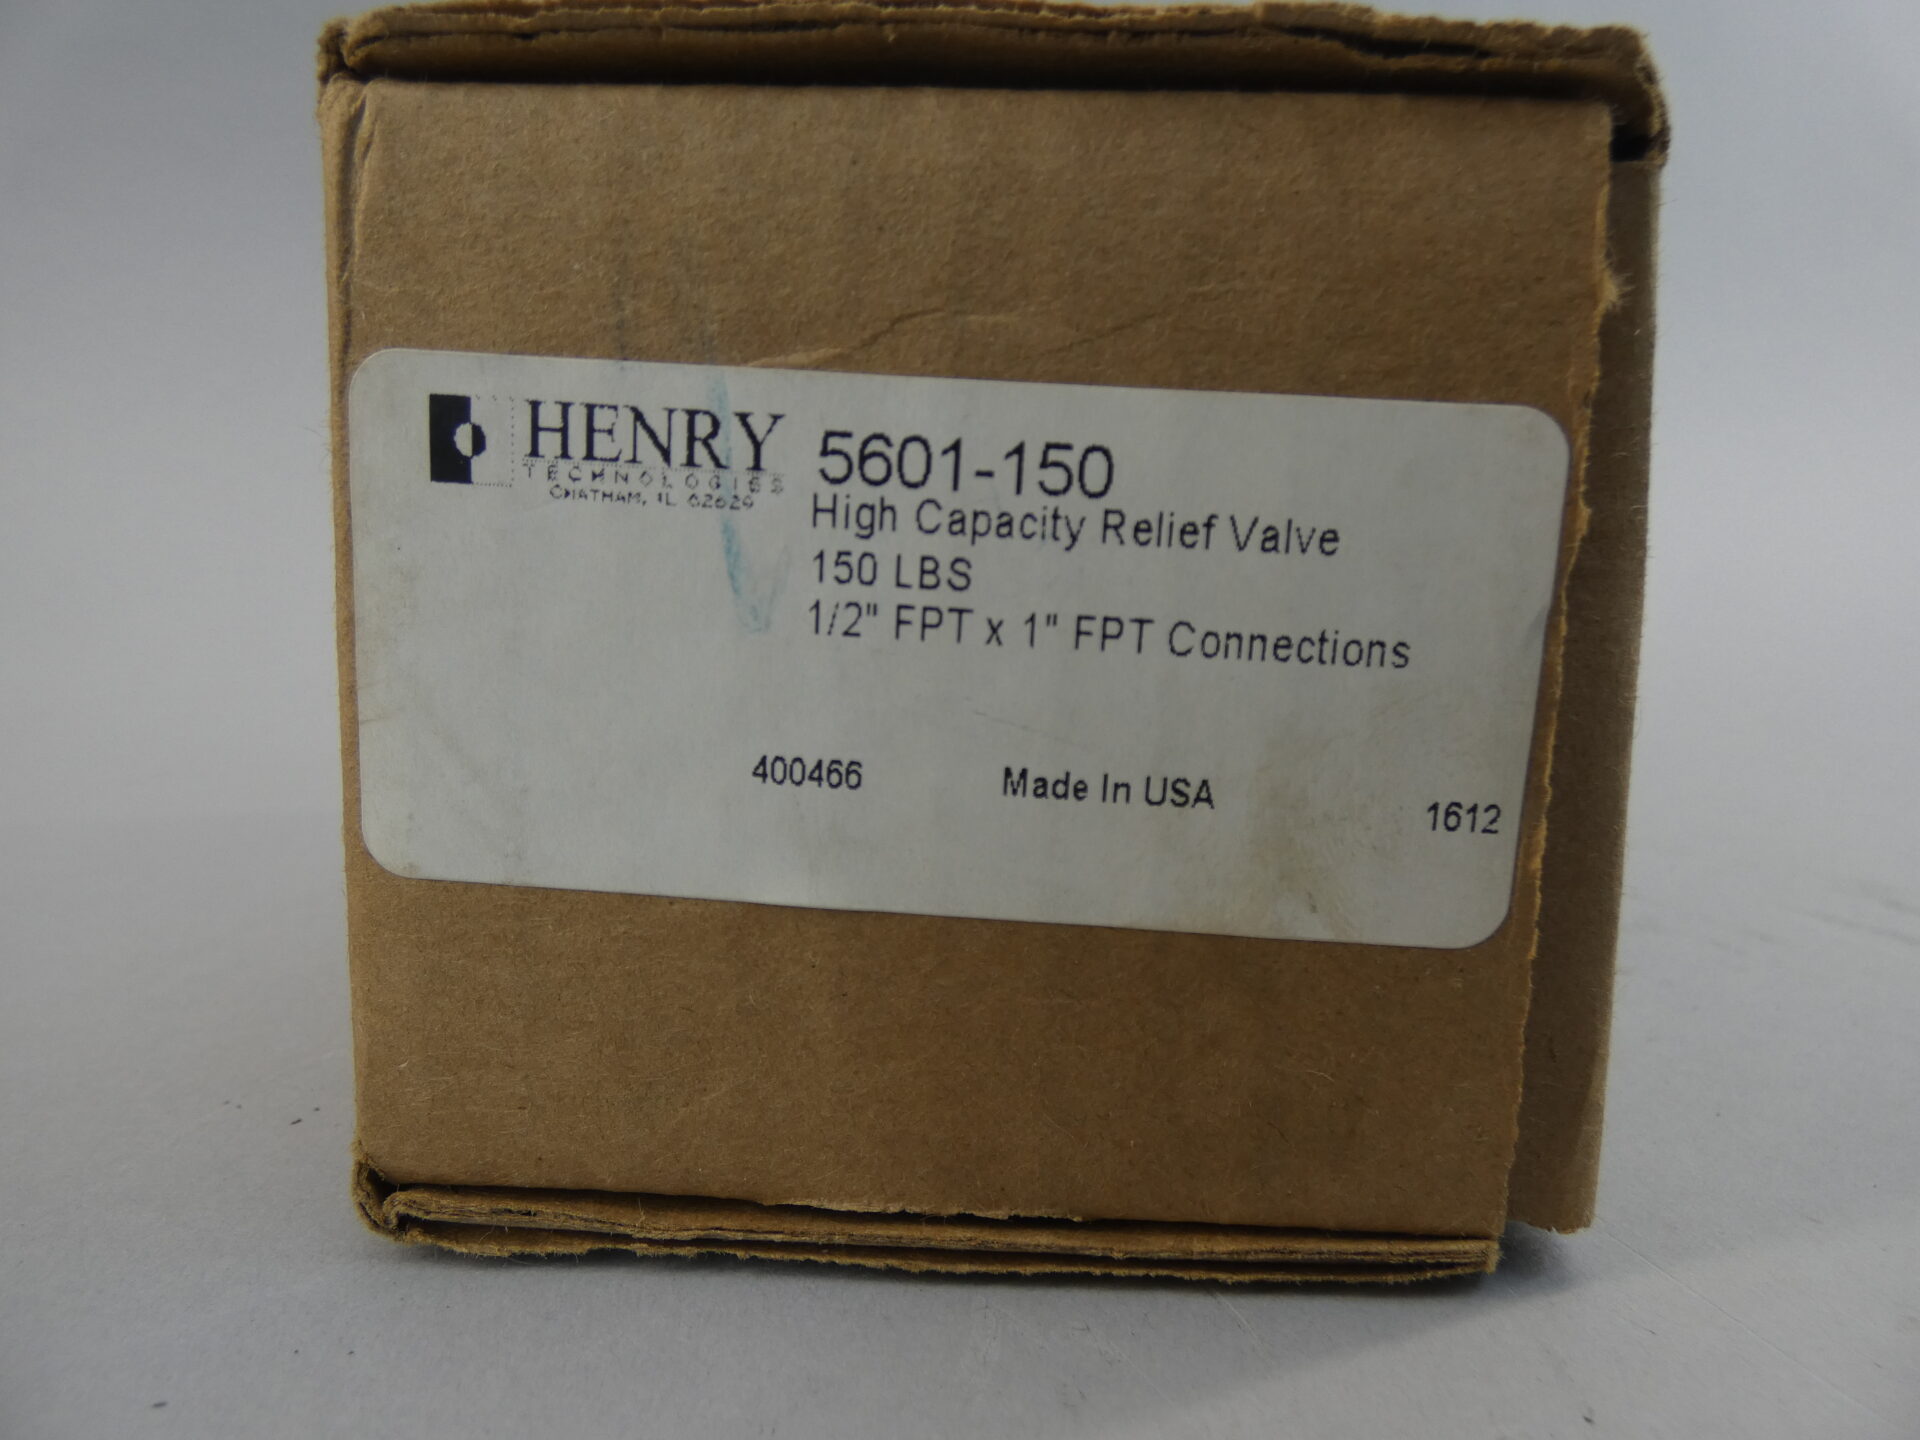 HENRY
TECHNOLOGIES
CHATHAM, IL 62629
5601-150
High Capacity Relief Valve
150 LBS
1/2" FPT x 1" FPT Connections
400466
Made In USA
1612